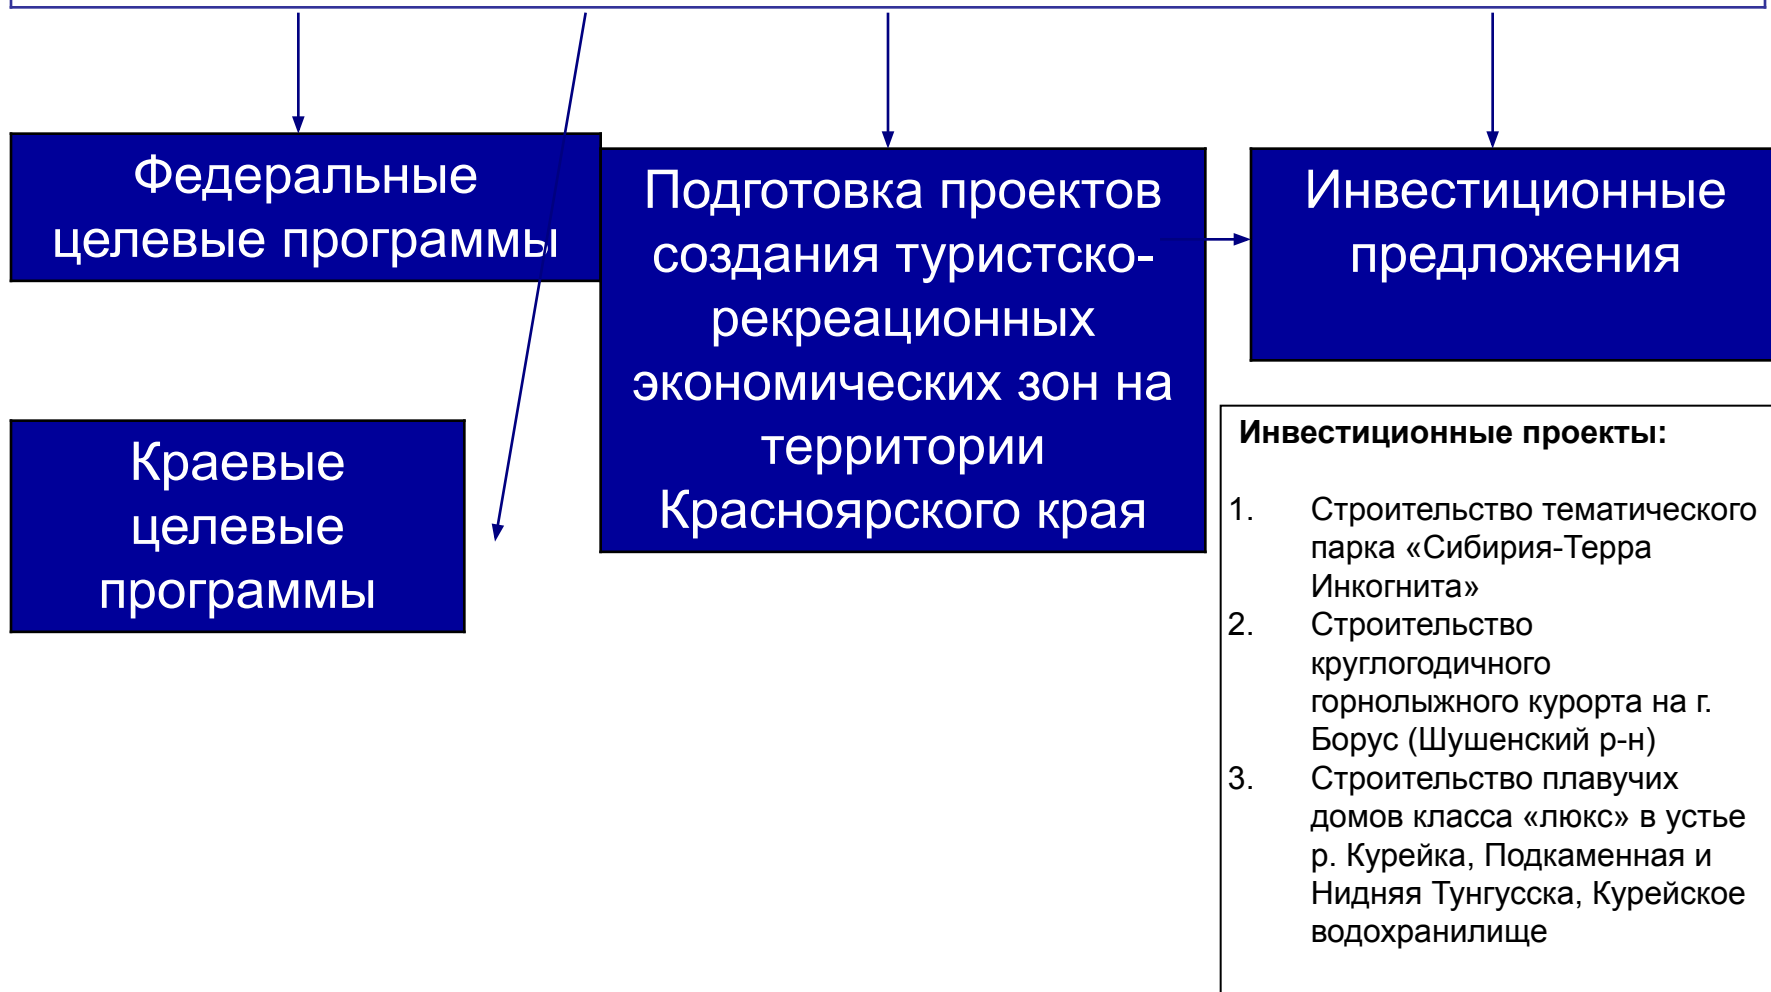 Федеральные
целевые программы
Подготовка проектов
создания туристско-
рекреационных
экономических зон на
территории
Красноярского края
Инвестиционные
предложения
Краевые
целевые
программы
Инвестиционные проекты:
1. Строительство тематического
парка «Сибирия-Терра
Инкогнита»
2. Строительство
круглогодичного
горнолыжного курорта на г.
Борус (Шушенский р-н)
3. Строительство плавучих
домов класса «люкс» в устье
р. Курейка, Подкаменная и
Нидняя Тунгусска, Курейское
водохранилище